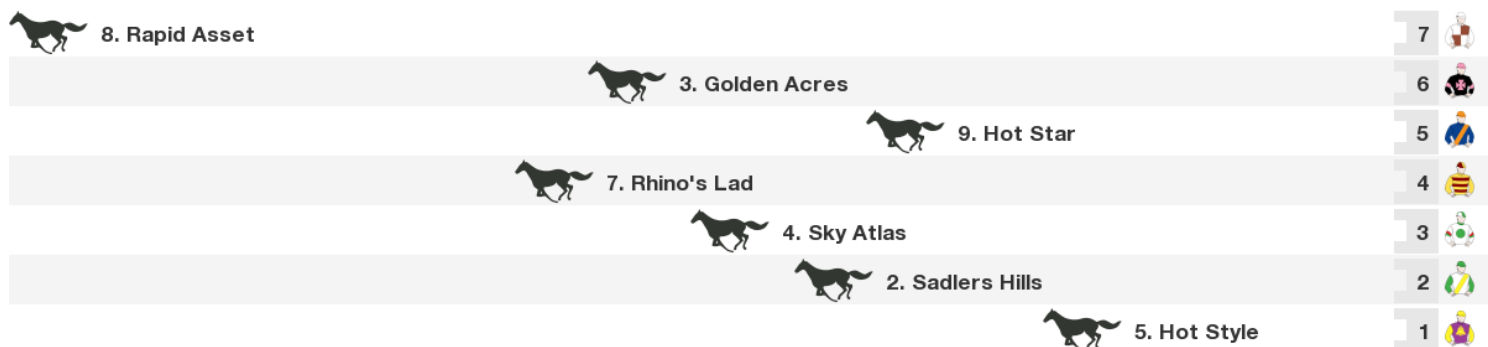 8. Rapid Asset 7
3. Golden Acres 6
9. Hot Star 5
7. Rhino's Lad 4
4. Sky Atlas 3
2. Sadlers Hills 2
5. Hot Style 1